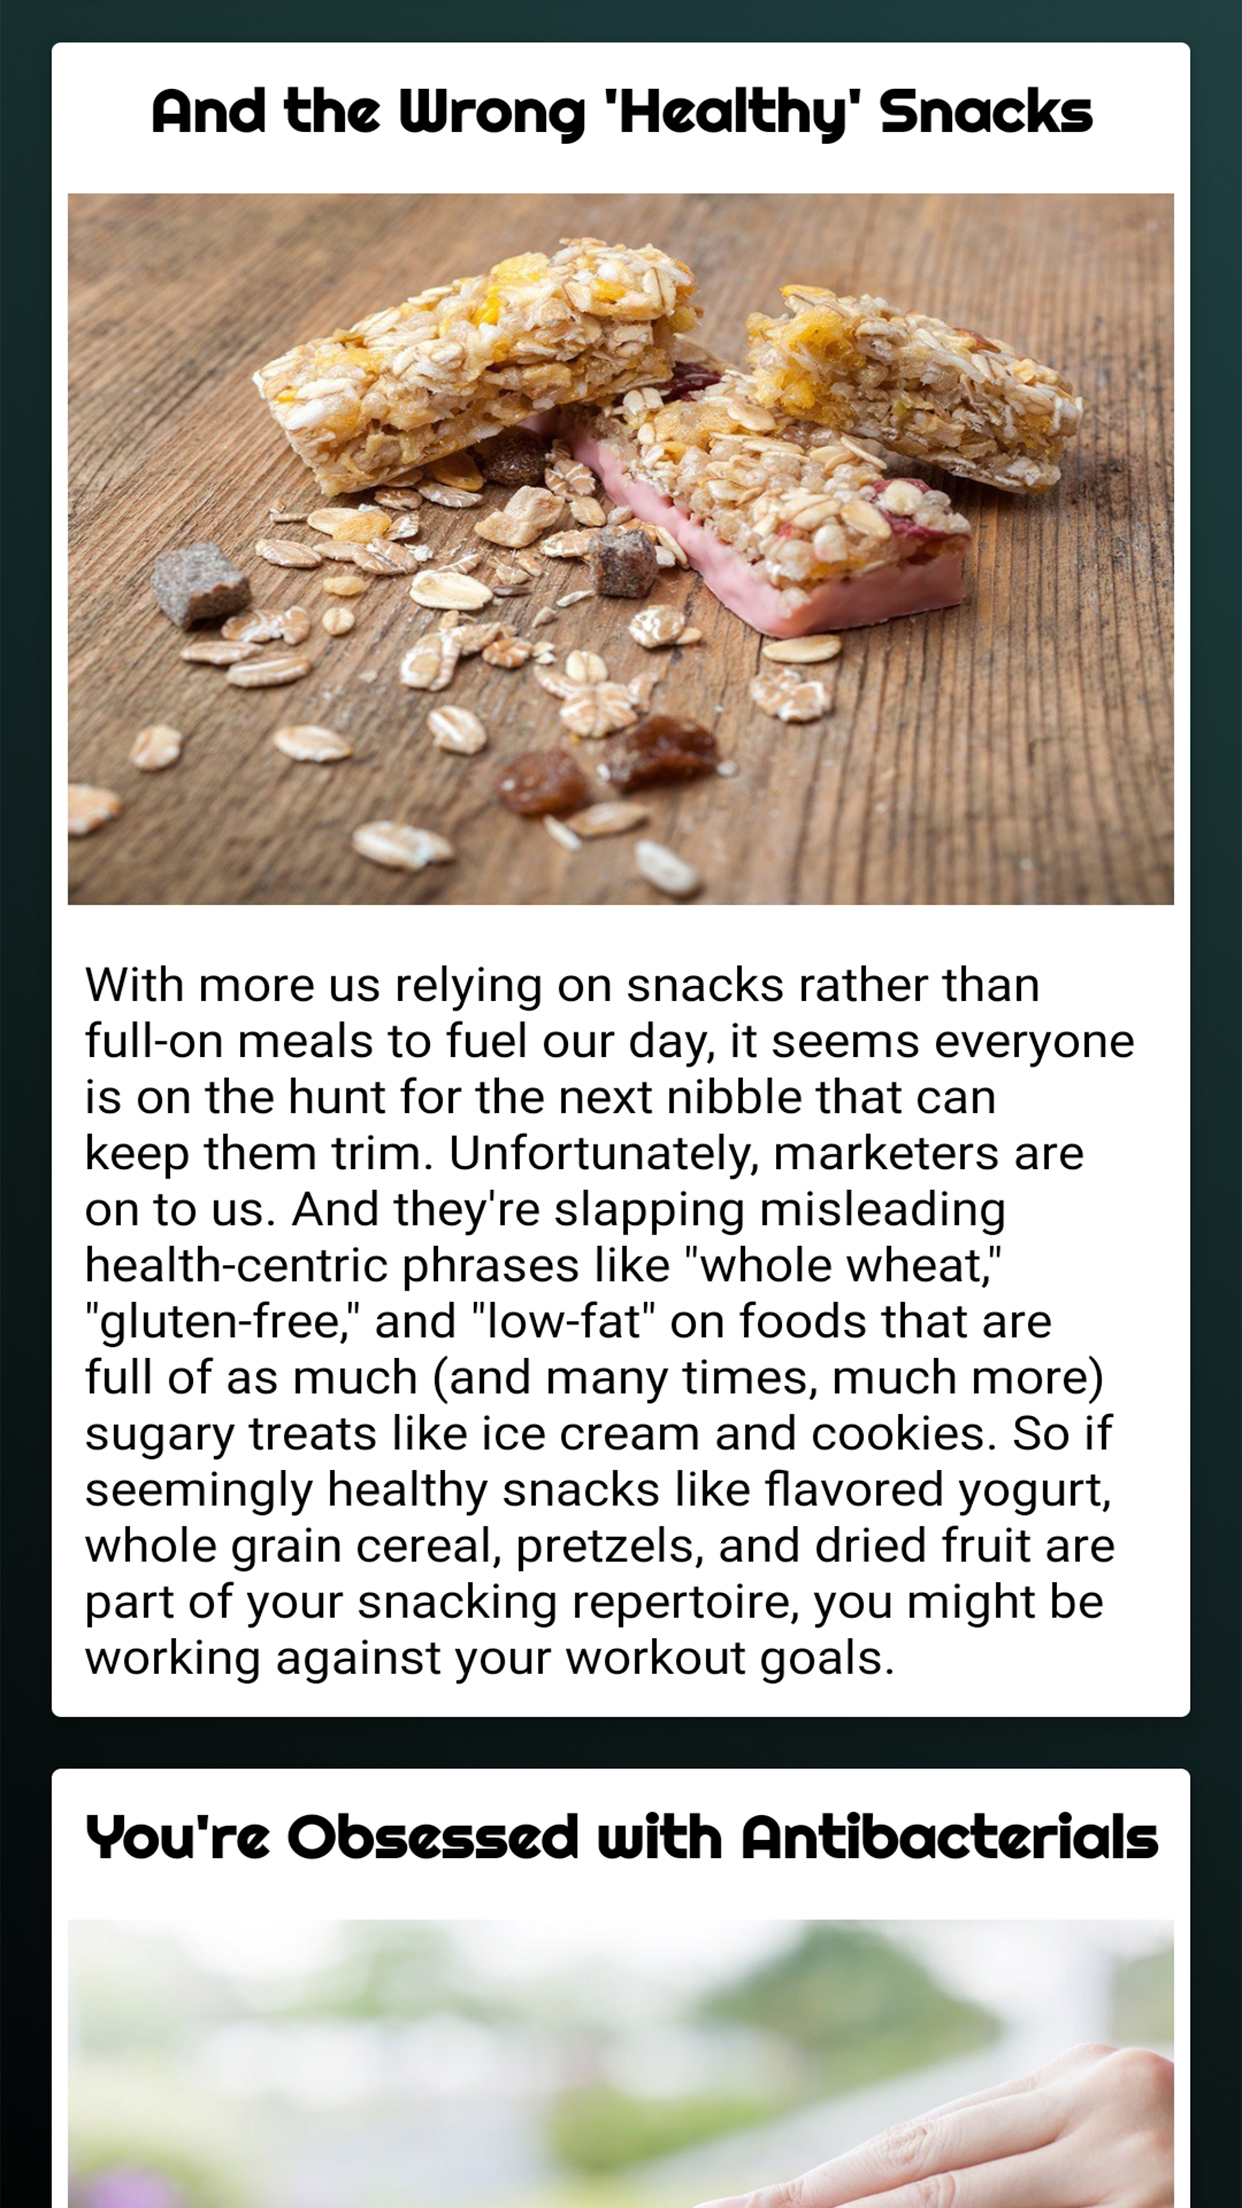 And the Wrong 'Healthy' Snacks
With more us relying on snacks rather than
full-on meals to fuel our day, it seems everyone
is on the hunt for the next nibble that can
keep them trim. Unfortunately, marketers are
on to us. And they're slapping misleading
health-centric phrases like "whole wheat,"
"gluten-free," and "low-fat" on foods that are
full of as much (and many times, much more)
sugary treats like ice cream and cookies. So if
seemingly healthy snacks like flavored yogurt,
whole grain cereal, pretzels, and dried fruit are
part of your snacking repertoire, you might be
working against your workout goals.
You're Obsessed with Antibacterials